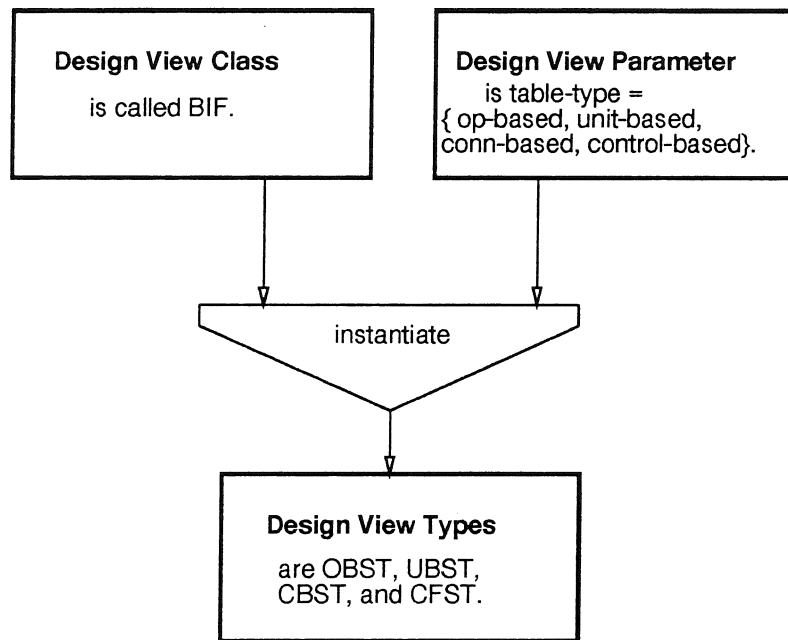 Design View Class
is called BIF.
Design View Parameter
is table-type =
{ op-based, unit-based,
conn-based, control-based}.
instantiate
Design View Types
are OBST, UBST,
CBST, and CFST.